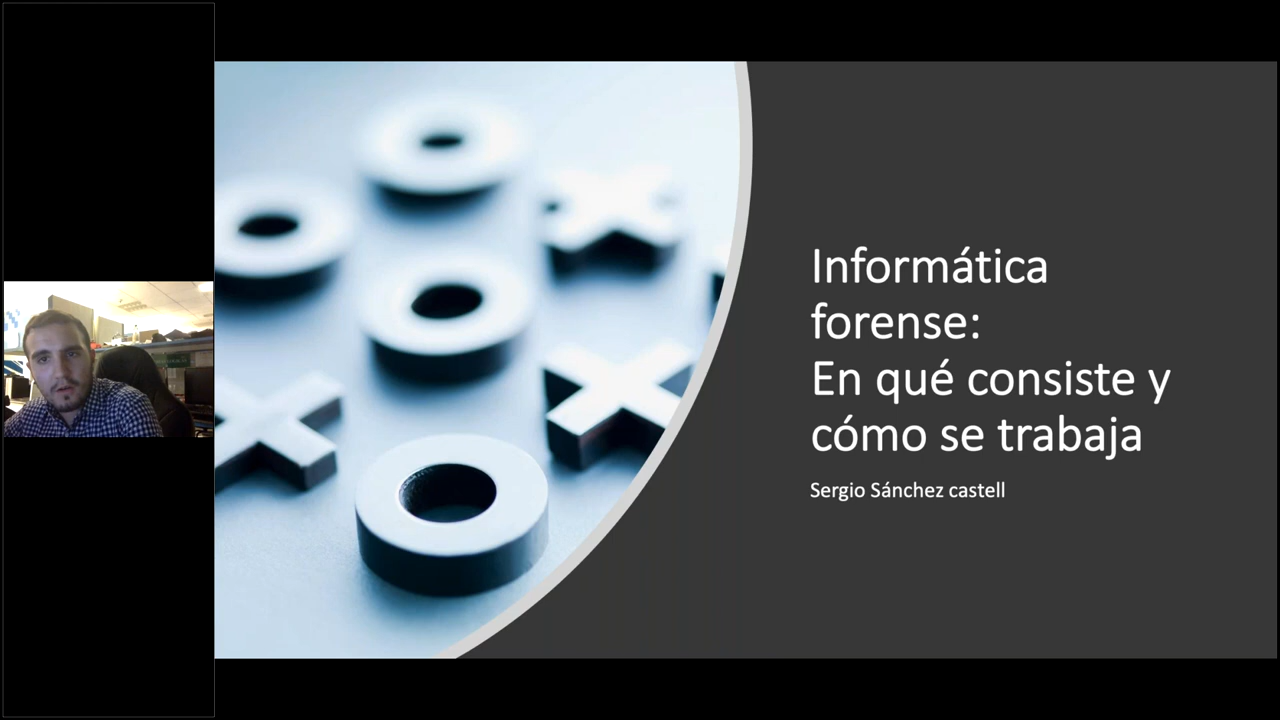 Informática
forense:
En qué consiste y
cómo se trabaja
Sergio Sánchez castell